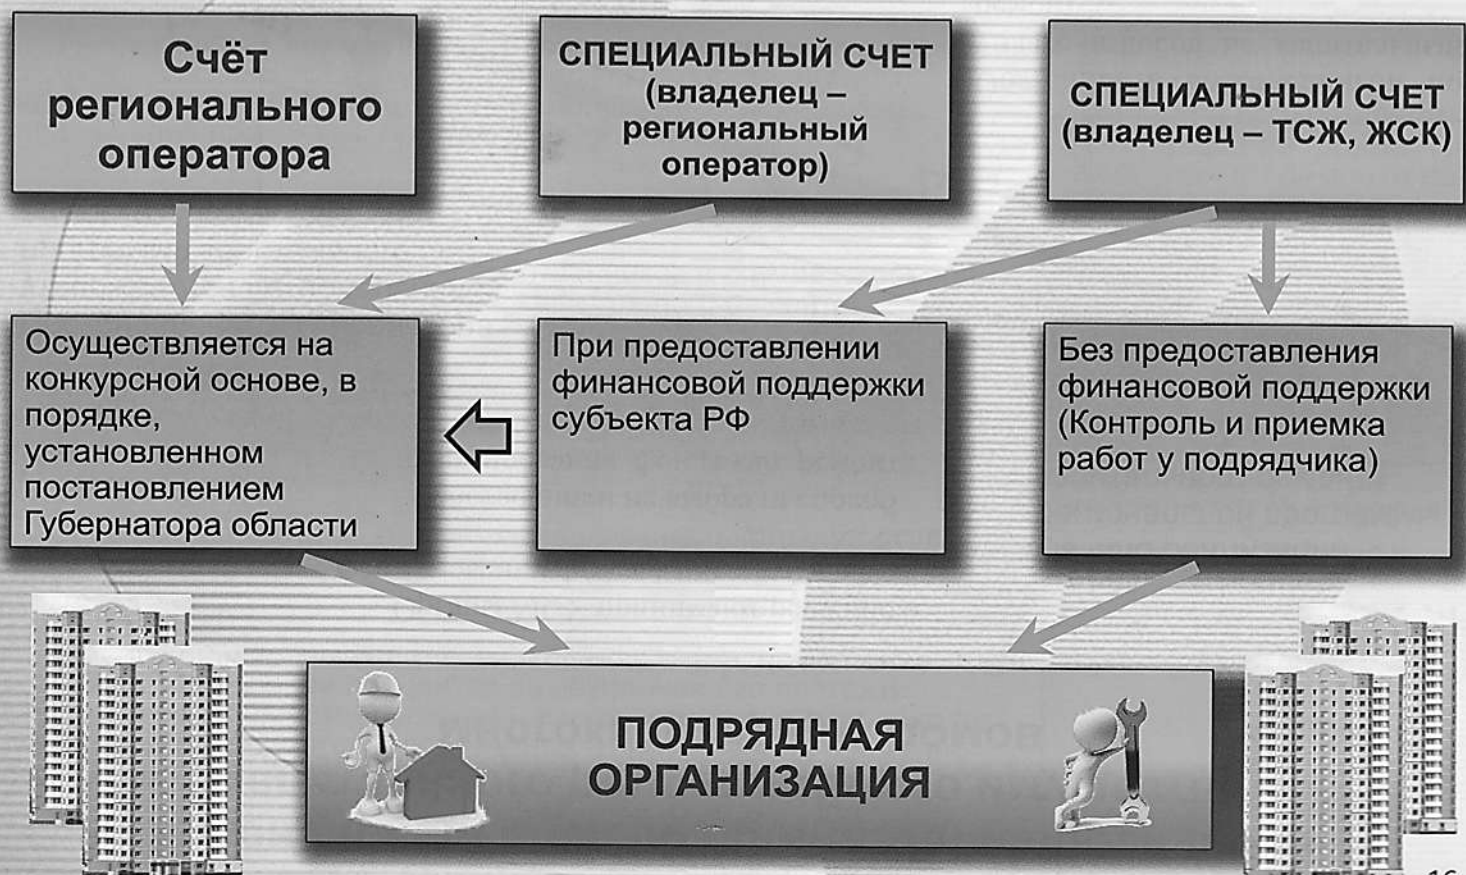 Счёт
регионального
оператора
СПЕЦИАЛЬНЫЙ СЧЕТ
(владелец –
региональный
оператор)
СПЕЦИАЛЬНЫЙ СЧЕТ
(владелец – ТСЖ, ЖСК)
Осуществляется на
конкурсной основе, в
порядке,
установленном
постановлением
Губернатора области
При предоставлении
финансовой поддержки
субъекта РФ
Без предоставления
финансовой поддержки
(Контроль и приемка
работ у подрядчика)
ПОДРЯДНАЯ
ОРГАНИЗАЦИЯ
16